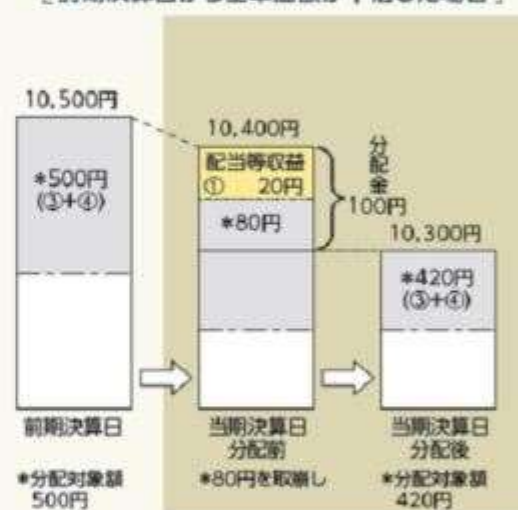 10,500円
*500円
(③+④)
10,400円
配当等収益
① 20円
*80円
分配金
100円
10,300円
*420円
(③+④)
前期決算日
当期決算日
分配前
当期決算日
分配後
*分配対象額
500円
*80円を取崩し
*分配対象額
420円